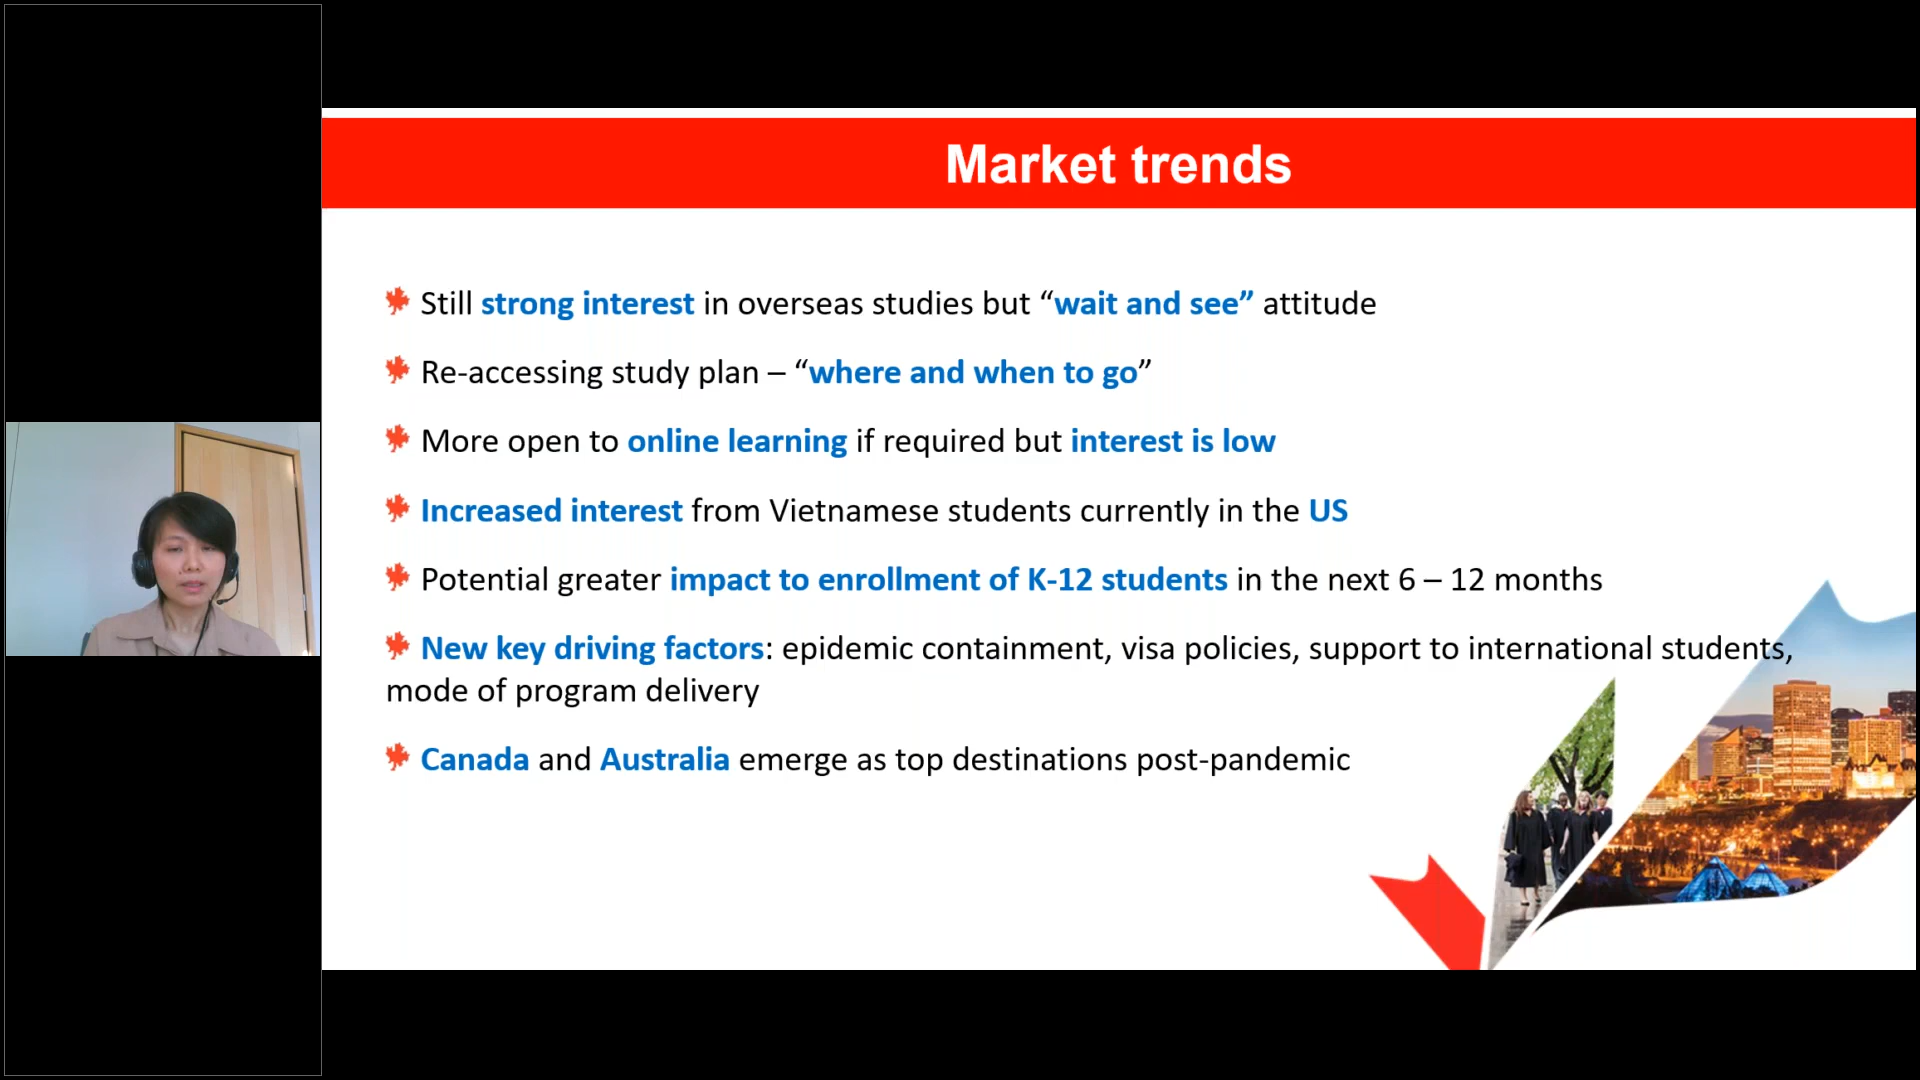 Market trends
Still strong interest in overseas studies but “wait and see” attitude
Re-accessing study plan – “where and when to go”
More open to online learning if required but interest is low
Increased interest from Vietnamese students currently in the US
Potential greater impact to enrollment of K-12 students in the next 6 – 12 months
New key driving factors: epidemic containment, visa policies, support to international students,
mode of program delivery
Canada and Australia emerge as top destinations post-pandemic